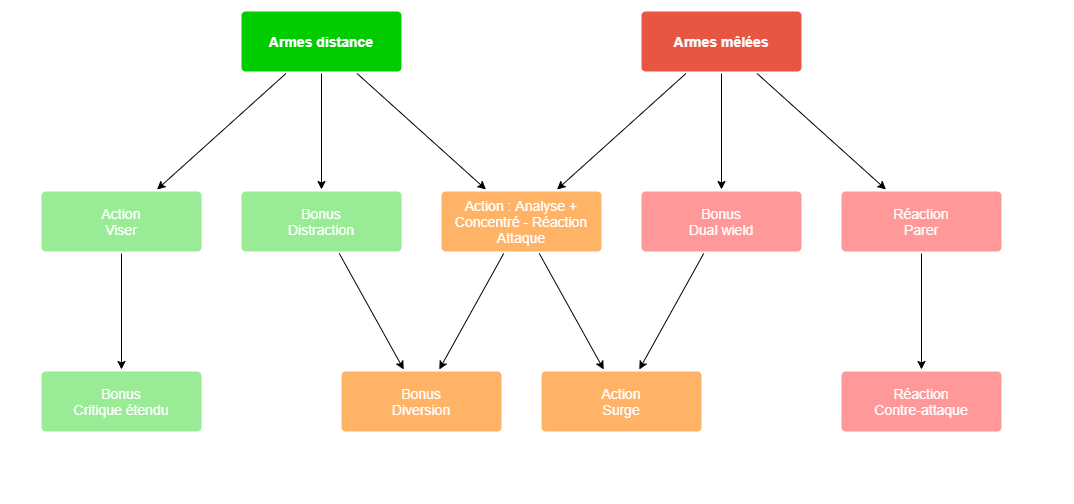 Armes distance
Armes mêlées
Action
Viser
Bonus
Distraction
Action : Analyse +
Concentré - Réaction
Attaque
Bonus
Dual wield
Réaction
Parer
Bonus
Critique étendu
Bonus
Diversion
Action
Surge
Réaction
Contre-attaque